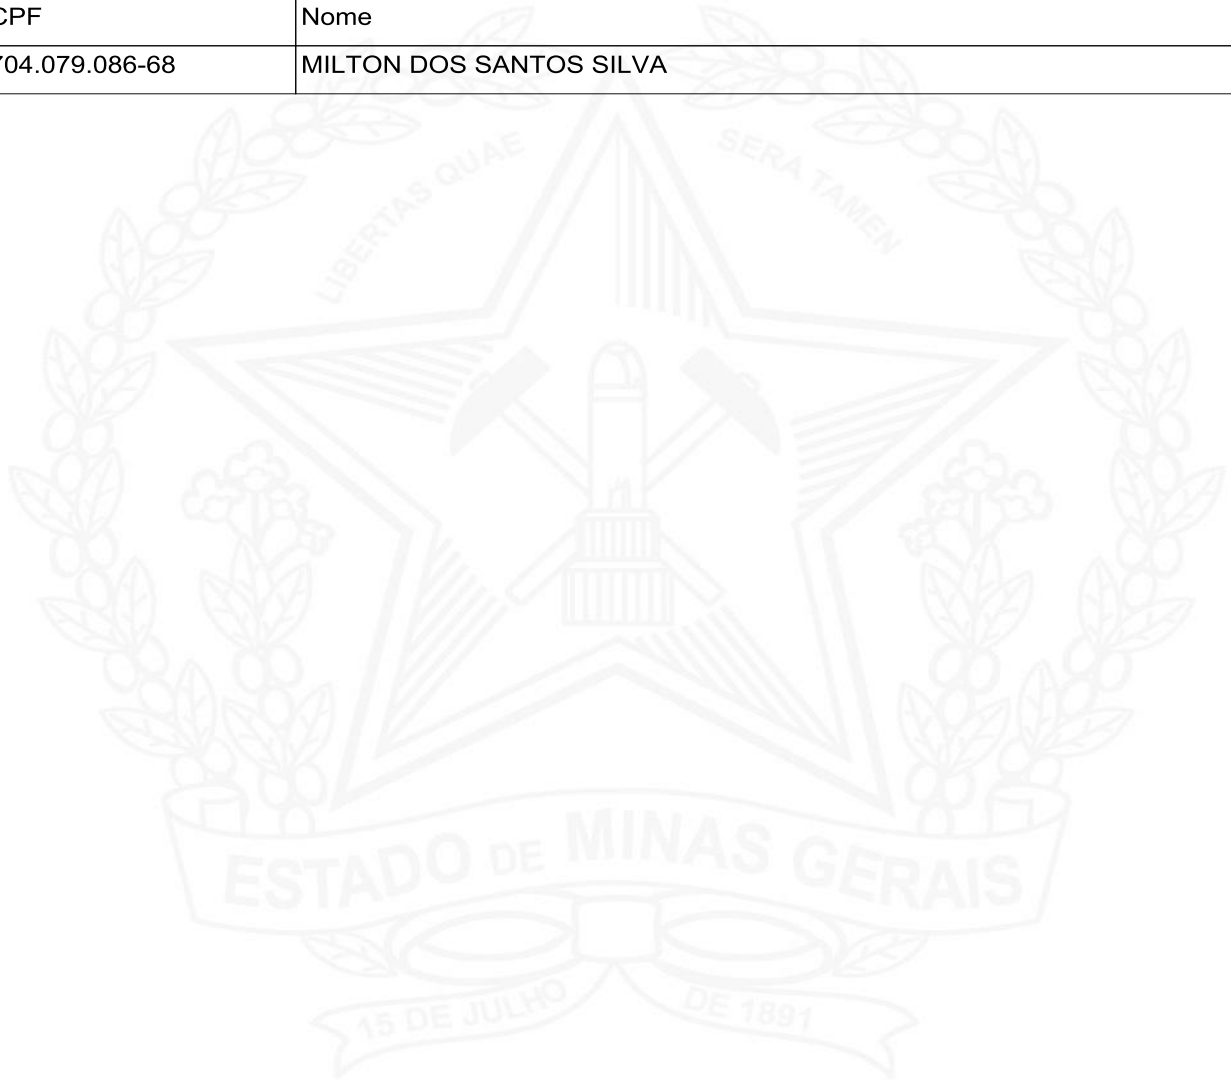 CPF Nome
704.079.086-68 MILTON DOS SANTOS SILVA
LIBERTAS QUAE SERA TAMEN
ESTADO DE MINAS GERAIS
15 DE JULHO DE 1891